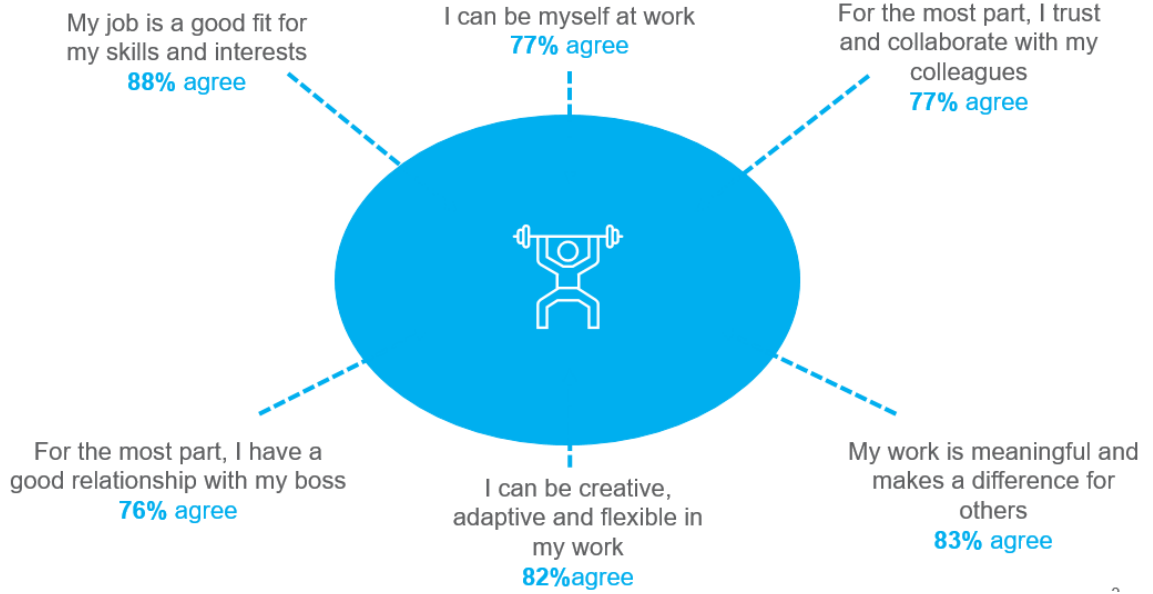 My job is a good fit for
my skills and interests
88% agree
I can be myself at work
77% agree
For the most part, I trust
and collaborate with my
colleagues
77% agree
For the most part, I have a
good relationship with my boss
76% agree
I can be creative,
adaptive and flexible in
my work
82%agree
My work is meaningful and
makes a difference for
others
83% agree